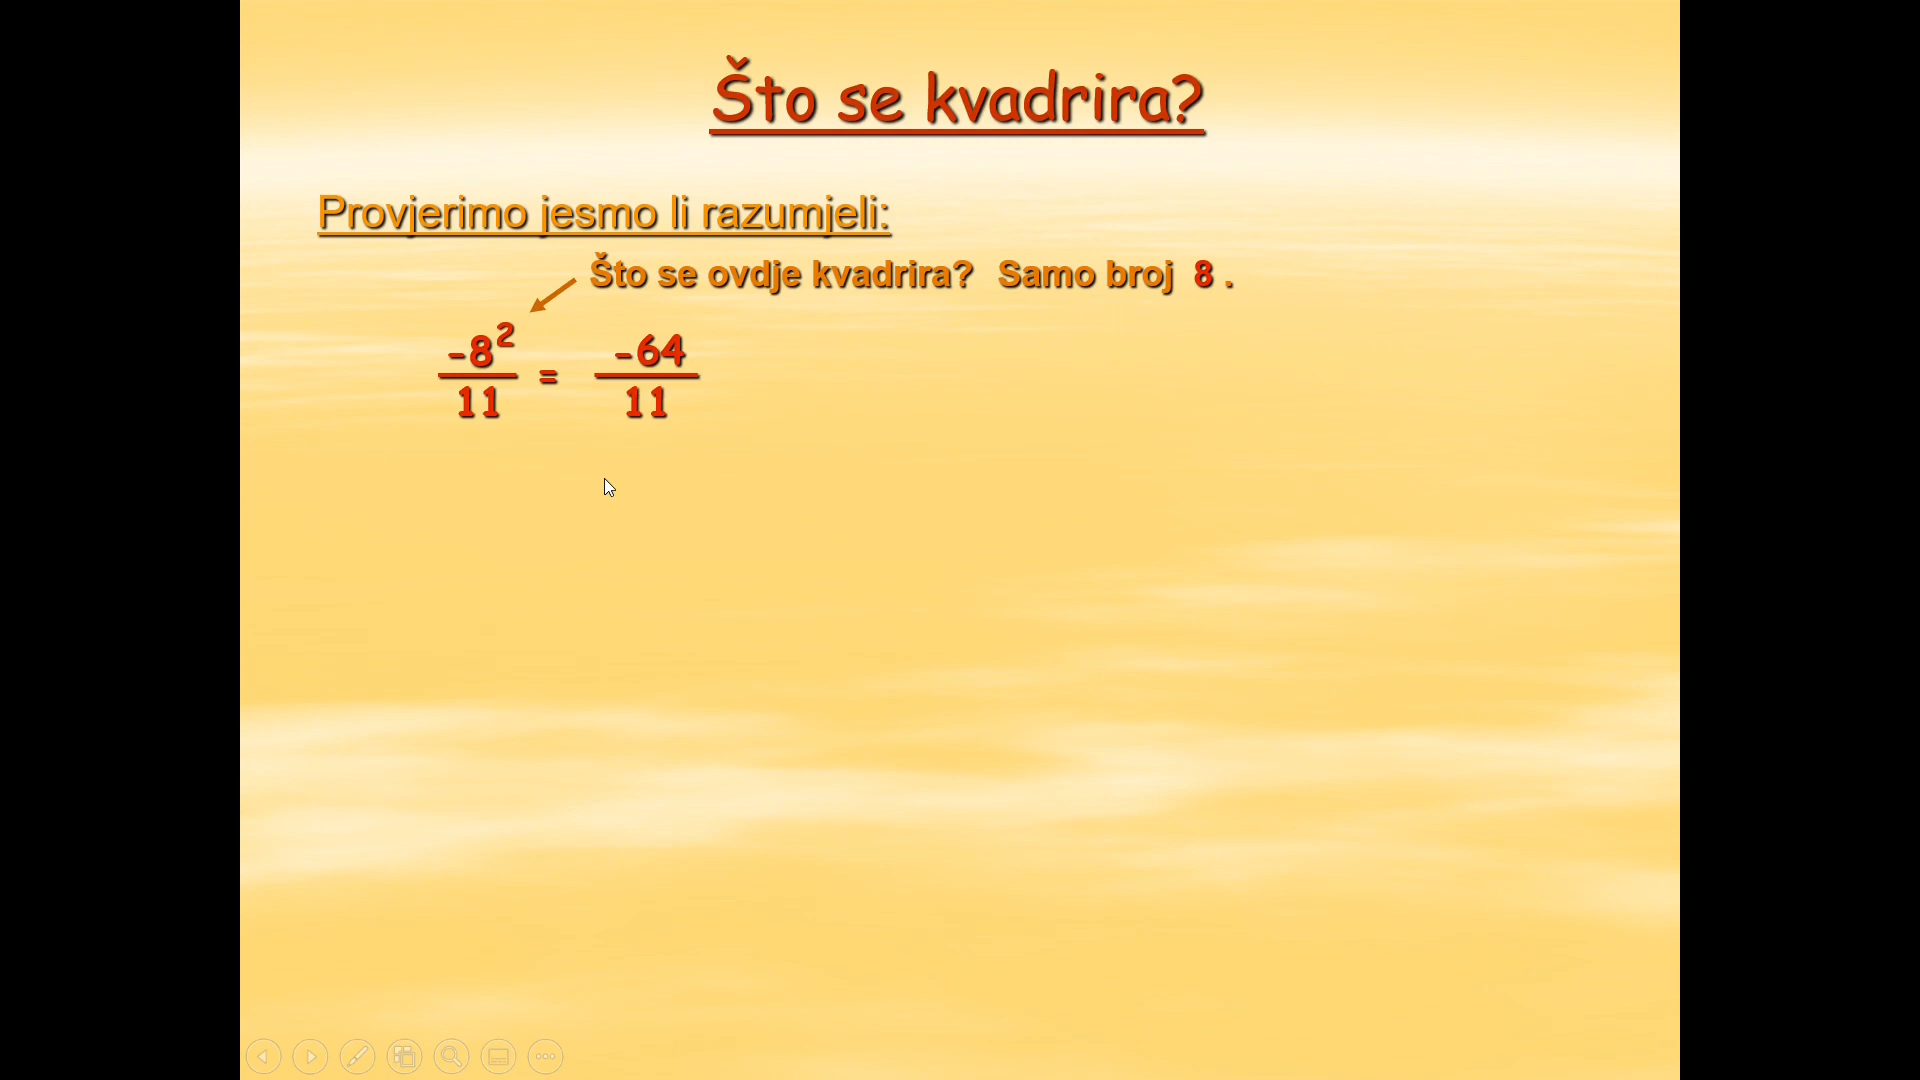 Što se kvadrira?
Provjerimo jesmo li razumjeli:
Što se ovdje kvadrira? Samo broj 8 .
-8² = -64
11 11